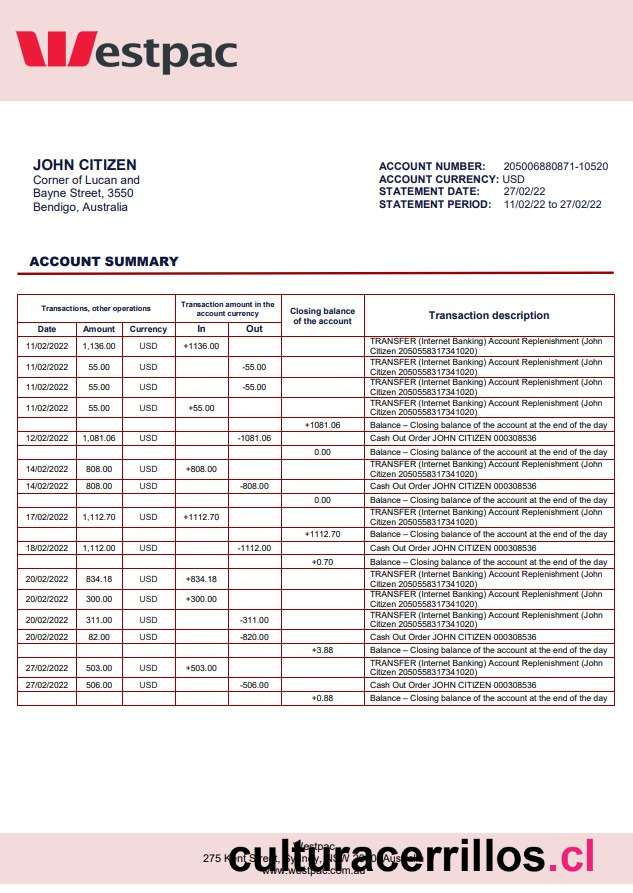 Westpac
JOHN CITIZEN
Corner of Lucan and
Bayne Street, 3550
Bendigo, Australia
ACCOUNT NUMBER: 205006880871-10520
ACCOUNT CURRENCY: USD
STATEMENT DATE: 27/02/22
STATEMENT PERIOD: 11/02/22 to 27/02/22
ACCOUNT SUMMARY
Transactions, other operations
Transaction amount in the
account currency
Closing balance
of the account
Transaction description
Date Amount Currency In Out
11/02/2022 1,136.00 USD +1136.00 TRANSFER (Internet Banking) Account Replenishment (John
Citizen 2050558317341020)
11/02/2022 55.00 USD -55.00 TRANSFER (Internet Banking) Account Replenishment (John
Citizen 2050558317341020)
11/02/2022 55.00 USD -55.00 TRANSFER (Internet Banking) Account Replenishment (John
Citizen 2050558317341020)
11/02/2022 55.00 USD +55.00 TRANSFER (Internet Banking) Account Replenishment (John
Citizen 2050558317341020)
+1081.06 Balance – Closing balance of the account at the end of the day
12/02/2022 1,081.06 USD -1081.06 Cash Out Order JOHN CITIZEN 000308536
0.00 Balance – Closing balance of the account at the end of the day
14/02/2022 808.00 USD +808.00 TRANSFER (Internet Banking) Account Replenishment (John
Citizen 2050558317341020)
14/02/2022 808.00 USD -808.00 Cash Out Order JOHN CITIZEN 000308536
0.00 Balance – Closing balance of the account at the end of the day
17/02/2022 1,112.70 USD +1112.70 TRANSFER (Internet Banking) Account Replenishment (John
Citizen 2050558317341020)
+1112.70 Balance – Closing balance of the account at the end of the day
18/02/2022 1,112.00 USD -1112.00 Cash Out Order JOHN CITIZEN 000308536
+0.70 Balance – Closing balance of the account at the end of the day
20/02/2022 834.18 USD +834.18 TRANSFER (Internet Banking) Account Replenishment (John
Citizen 2050558317341020)
20/02/2022 300.00 USD +300.00 TRANSFER (Internet Banking) Account Replenishment (John
Citizen 2050558317341020)
20/02/2022 311.00 USD -311.00 TRANSFER (Internet Banking) Account Replenishment (John
Citizen 2050558317341020)
20/02/2022 82.00 USD -820.00 Cash Out Order JOHN CITIZEN 000308536
+3.88 Balance – Closing balance of the account at the end of the day
27/02/2022 503.00 USD +503.00 TRANSFER (Internet Banking) Account Replenishment (John
Citizen 2050558317341020)
27/02/2022 506.00 USD -506.00 Cash Out Order JOHN CITIZEN 000308536
+0.88 Balance – Closing balance of the account at the end of the day
Westpac
275 Kent Street, Sydney, NSW
www.westpac.com.au
culturacerrillos.cl